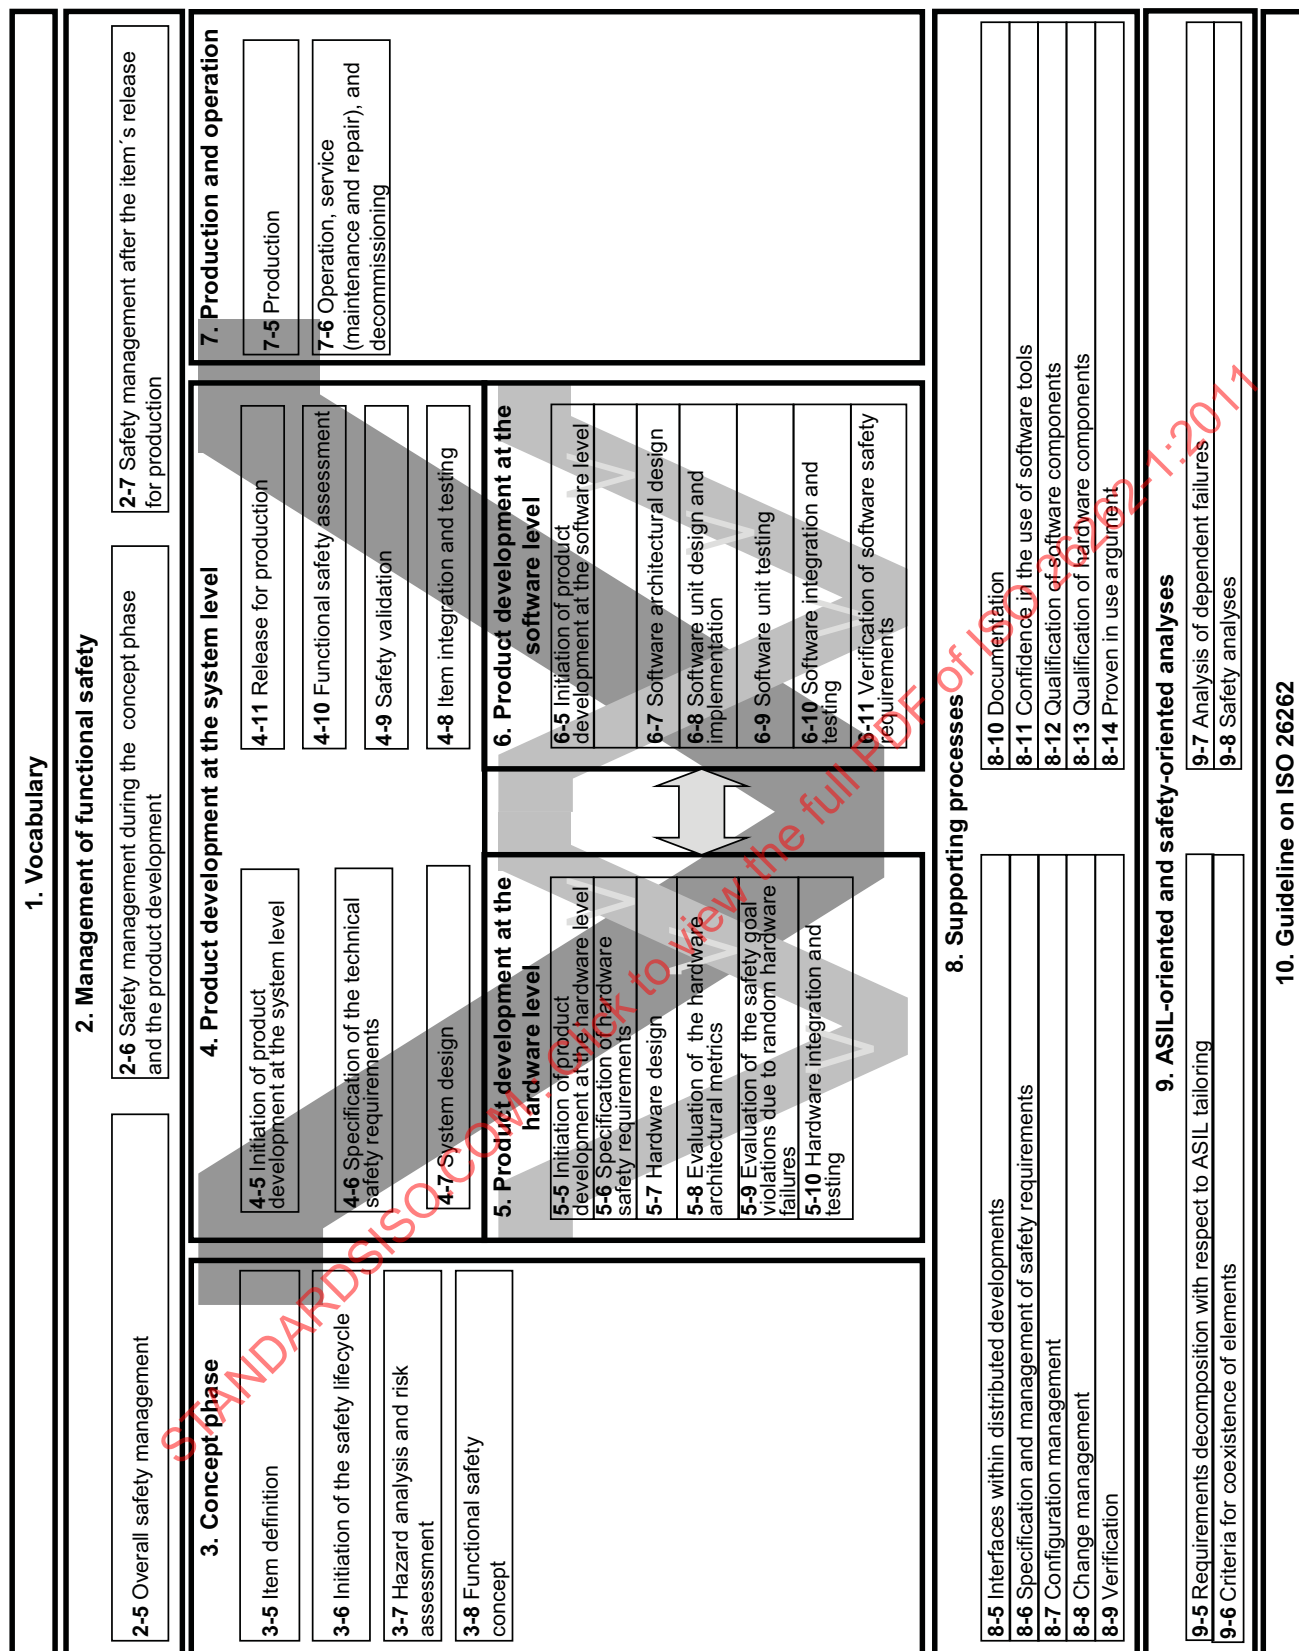 1. Vocabulary
2. Management of functional safety
2-5 Overall safety management
2-6 Safety management during the concept phase
and the product development
2-7 Safety management after the item´s release
for production
3. Concept phase
3-5 Item definition
3-6 Initiation of the safety lifecycle
3-7 Hazard analysis and risk
assessment
3-8 Functional safety
concept
4. Product development at the system level
4-5 Initiation of product
development at the system level
4-6 Specification of the technical
safety requirements
4-7 System design
4-11 Release for production
4-10 Functional safety assessment
4-9 Safety validation
4-8 Item integration and testing
7. Production and operation
7-5 Production
7-6 Operation, service
(maintenance and repair), and
decommissioning
5. Product development at the
hardware level
5-5 Initiation of product
development at the hardware level
5-6 Specification of hardware
safety requirements
5-7 Hardware design
5-8 Evaluation of the hardware
architectural metrics
5-9 Evaluation of the safety goal
violations due to random hardware
failures
5-10 Hardware integration and
testing
6. Product development at the
software level
6-5 Initiation of product
development at the software level
6-7 Software architectural design
6-8 Software unit design and
implementation
6-9 Software unit testing
6-10 Software integration and
testing
6-11 Verification of software safety
requirements
8. Supporting processes
8-5 Interfaces within distributed developments
8-6 Specification and management of safety requirements
8-7 Configuration management
8-8 Change management
8-9 Verification
8-10 Documentation
8-11 Confidence in the use of software tools
8-12 Qualification of software components
8-13 Qualification of hardware components
8-14 Proven in use argument
9. ASIL-oriented and safety-oriented analyses
9-5 Requirements decomposition with respect to ASIL tailoring
9-6 Criteria for coexistence of elements
9-7 Analysis of dependent failures
9-8 Safety analyses
10. Guideline on ISO 26262
STANDARDSISO.COM : Click to view the full PDF of ISO 26262-1:2011